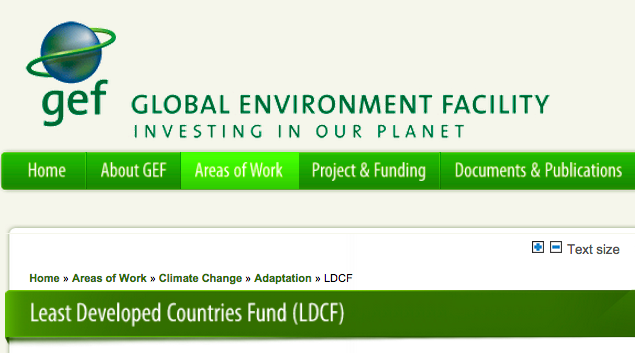 gef GLOBAL ENVIRONMENT FACILITY
INVESTING IN OUR PLANET
Home About GEF Areas of Work Project & Funding Documents & Publications
Text size
Home » Areas of Work » Climate Change » Adaptation » LDCF
Least Developed Countries Fund (LDCF)